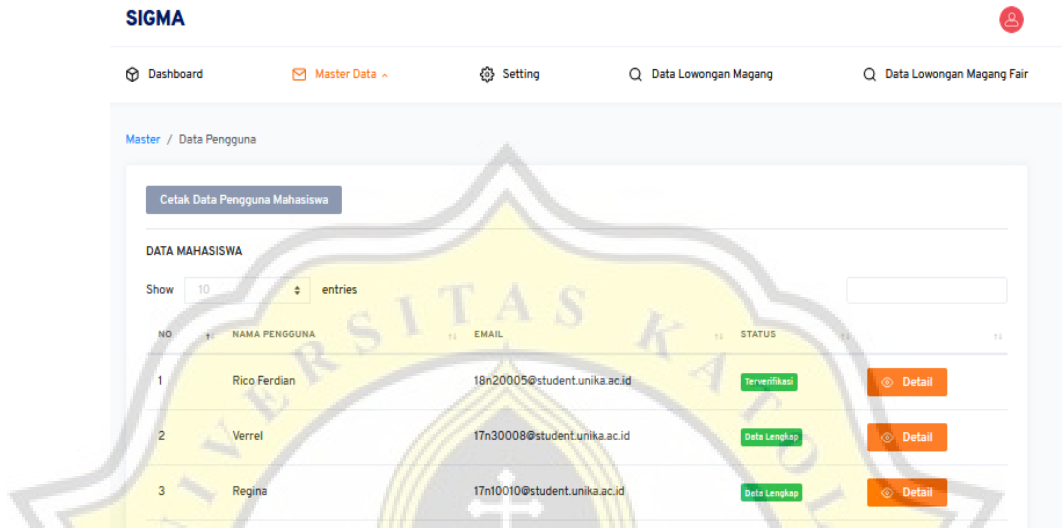 SIGMA
Dashboard Master Data Setting Data Lowongan Magang Data Lowongan Magang Fair
Master / Data Pengguna
Cetak Data Pengguna Mahasiswa
DATA MAHASISWA
Show 10 entries
NO NAMA PENGGUNA EMAIL STATUS
1 Rico Ferdian 18n20005@student.unika.ac.id Terverifikasi Detail
2 Verrel 17n30008@student.unika.ac.id Data Lengkap Detail
3 Regina 17n10010@student.unika.ac.id Data Lengkap Detail
UNIVERSITAS KATOL